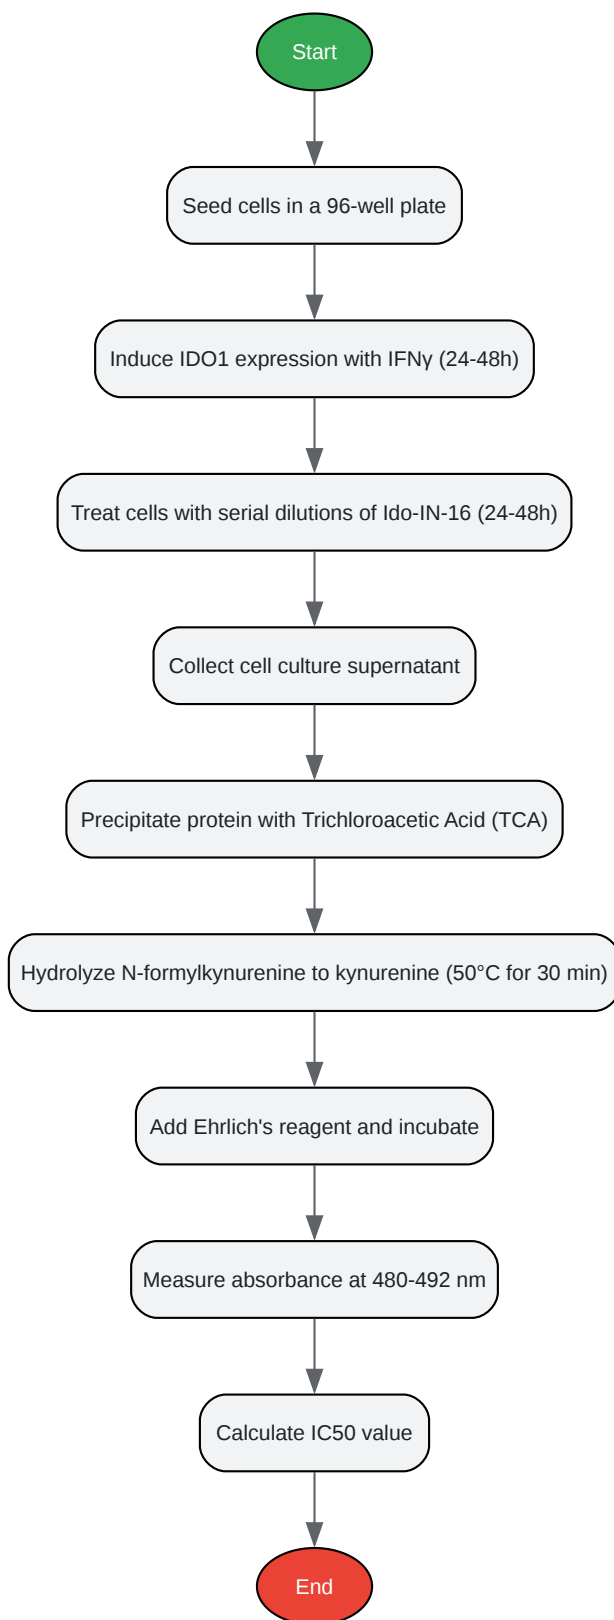 Start
Seed cells in a 96-well plate
Induce IDO1 expression with IFNγ (24-48h)
Treat cells with serial dilutions of Ido-IN-16 (24-48h)
Collect cell culture supernatant
Precipitate protein with Trichloroacetic Acid (TCA)
Hydrolyze N-formylkynurenine to kynurenine (50°C for 30 min)
Add Ehrlich's reagent and incubate
Measure absorbance at 480-492 nm
Calculate IC50 value
End